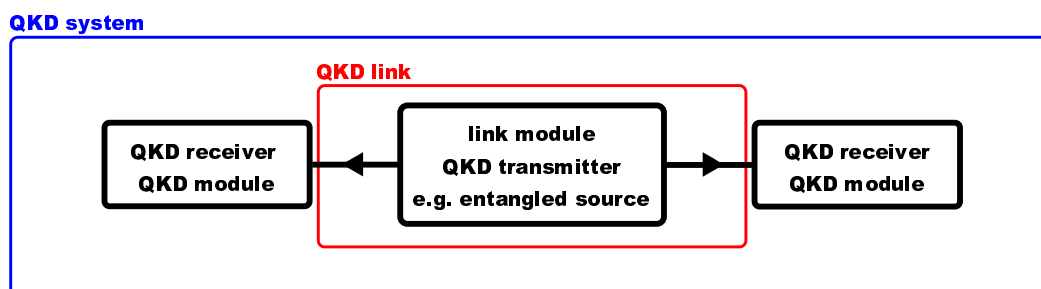 QKD system
QKD link
QKD receiver
QKD module
link module
QKD transmitter
e.g. entangled source
QKD receiver
QKD module